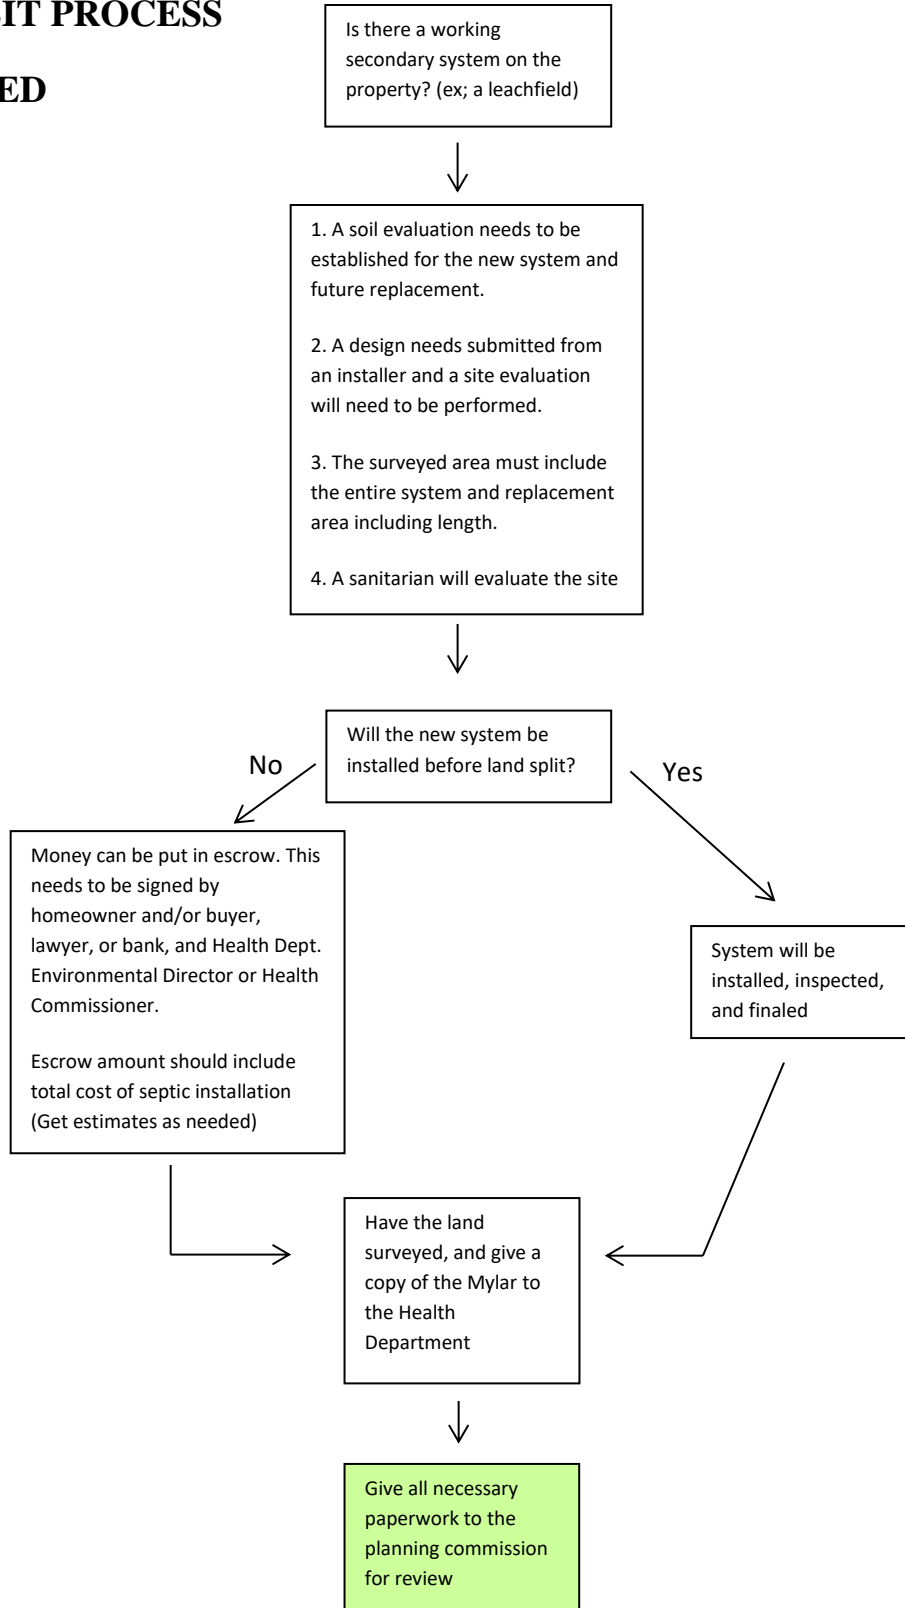 PROCESS
Is there a working
secondary system on the
property? (ex; a leachfield)
1. A soil evaluation needs to be
established for the new system and
future replacement.
2. A design needs submitted from
an installer and a site evaluation
will need to be performed.
3. The surveyed area must include
the entire system and replacement
area including length.
4. A sanitarian will evaluate the site
Will the new system be
installed before land split?
No
Yes
Money can be put in escrow. This
needs to be signed by
homeowner and/or buyer,
lawyer, or bank, and Health Dept.
Environmental Director or Health
Commissioner.
Escrow amount should include
total cost of septic installation
(Get estimates as needed)
System will be
installed, inspected,
and finaled
Have the land
surveyed, and give a
copy of the Mylar to
the Health
Department
Give all necessary
paperwork to the
planning commission
for review